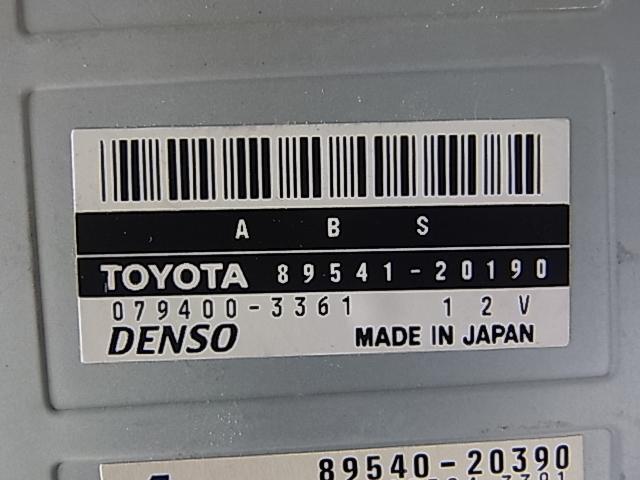 A B S
TOYOTA 89541-20190
079400-3361 12V
DENSO MADE IN JAPAN
89540-20390